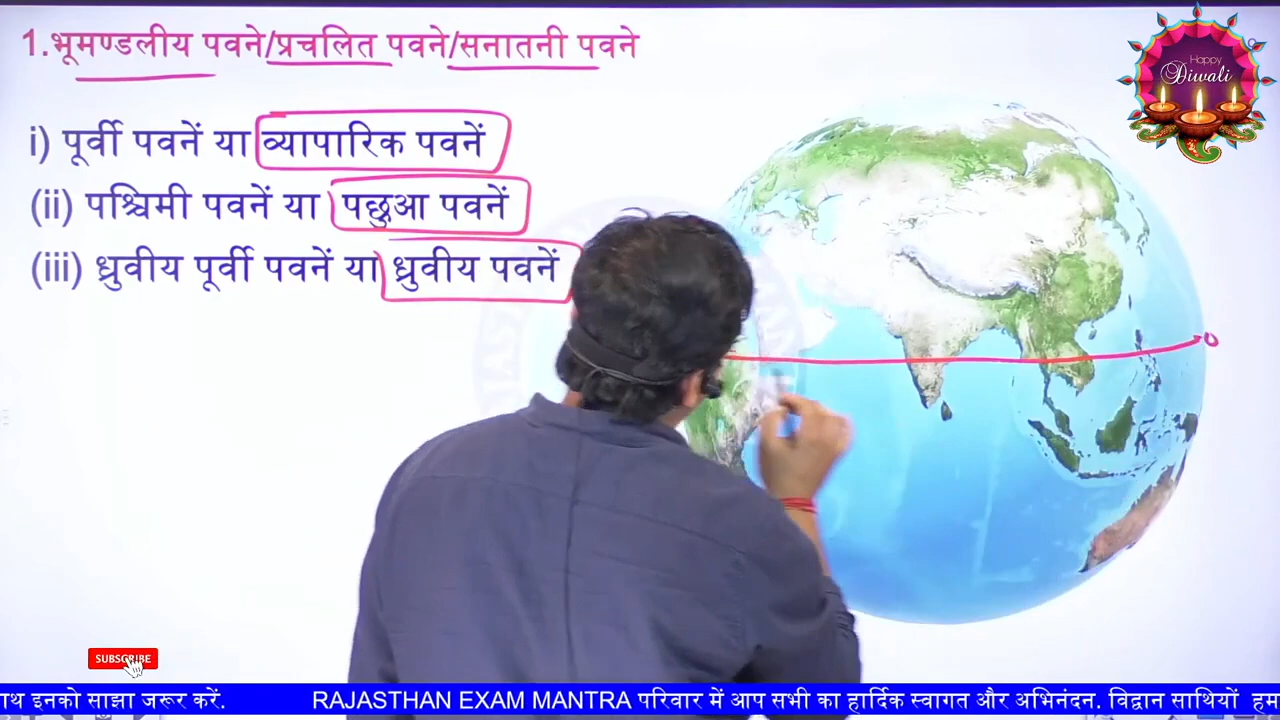 1.भूमण्डलीय पवने/प्रचलित पवने/सनातनी पवने
Happy
Diwali
i) पूर्वी पवनें या व्यापारिक पवनें
(ii) पश्चिमी पवनें या पछुआ पवनें
(iii) ध्रुवीय पूर्वी पवनें या ध्रुवीय पवनें
0
SUBSCRIBE
ाथ इनको साझा जरूर करें. RAJASTHAN EXAM MANTRA परिवार में आप सभी का हार्दिक स्वागत और अभिनंदन. विद्वान साथियों हम